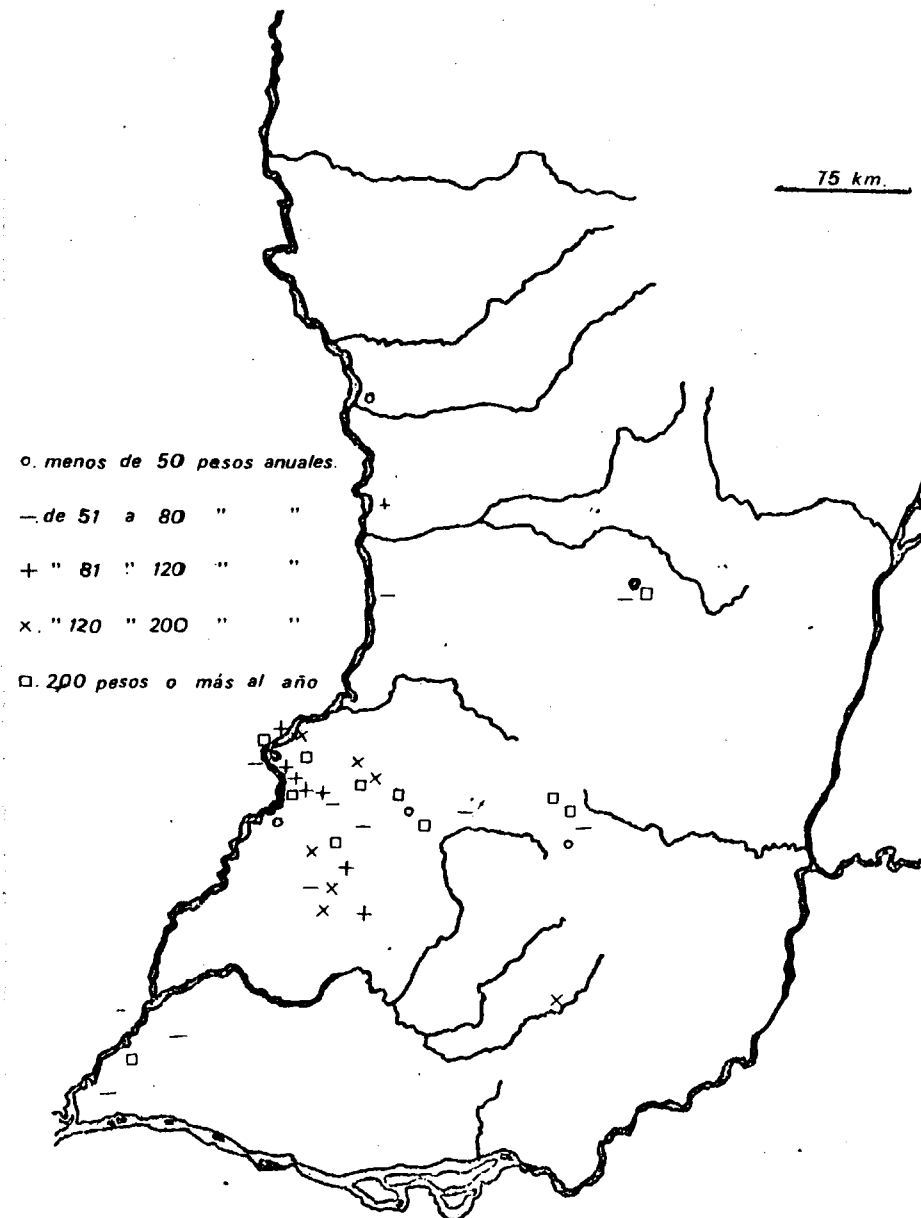 75 km.
o. menos de 50 pesos anuales.
—. de 51 a 80 " "
+ " 81 " 120 " "
x. " 120 " 200 " "
□. 200 pesos o más al año